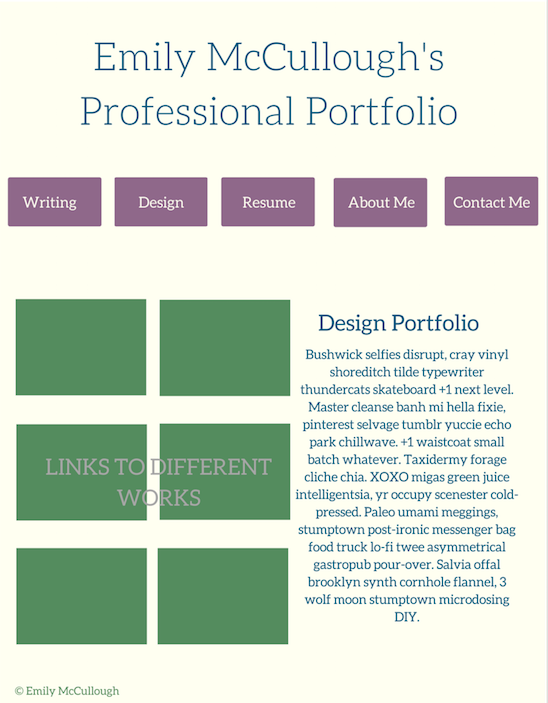 Emily McCullough's
Professional Portfolio
Writing
Design
Resume
About Me
Contact Me
LINKS TO DIFFERENT
WORKS
Design Portfolio
Bushwick selfies disrupt, cray vinyl
shoreditch tilde typewriter
thundercats skateboard +1 next level.
Master cleanse banh mi hella fixie,
pinterest selvage tumblr yuccie echo
park chillwave. +1 waistcoat small
batch whatever. Taxidermy forage
cliche chia. XOXO migas green juice
intelligentsia, yr occupy scenester cold-
pressed. Paleo umami meggings,
stumptown post-ironic messenger bag
food truck lo-fi twee asymmetrical
gastropub pour-over. Salvia offal
brooklyn synth cornhole flannel, 3
wolf moon stumptown microdosing
DIY.
© Emily McCullough